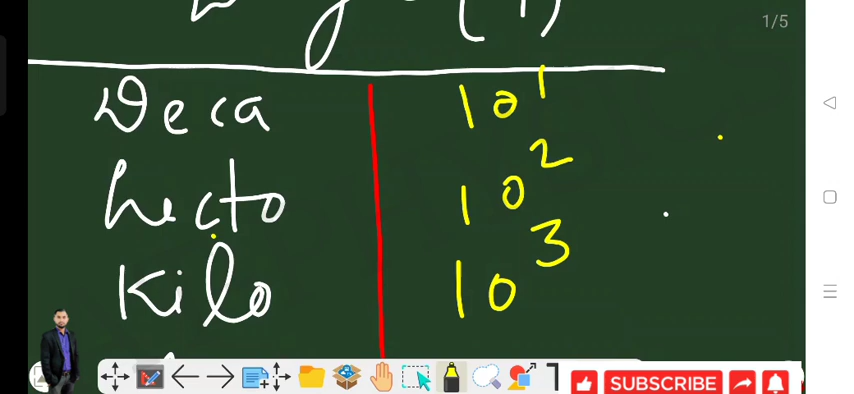 1/5
Deca 10¹
hecto 10²
Kilo 10³
T
SUBSCRIBE